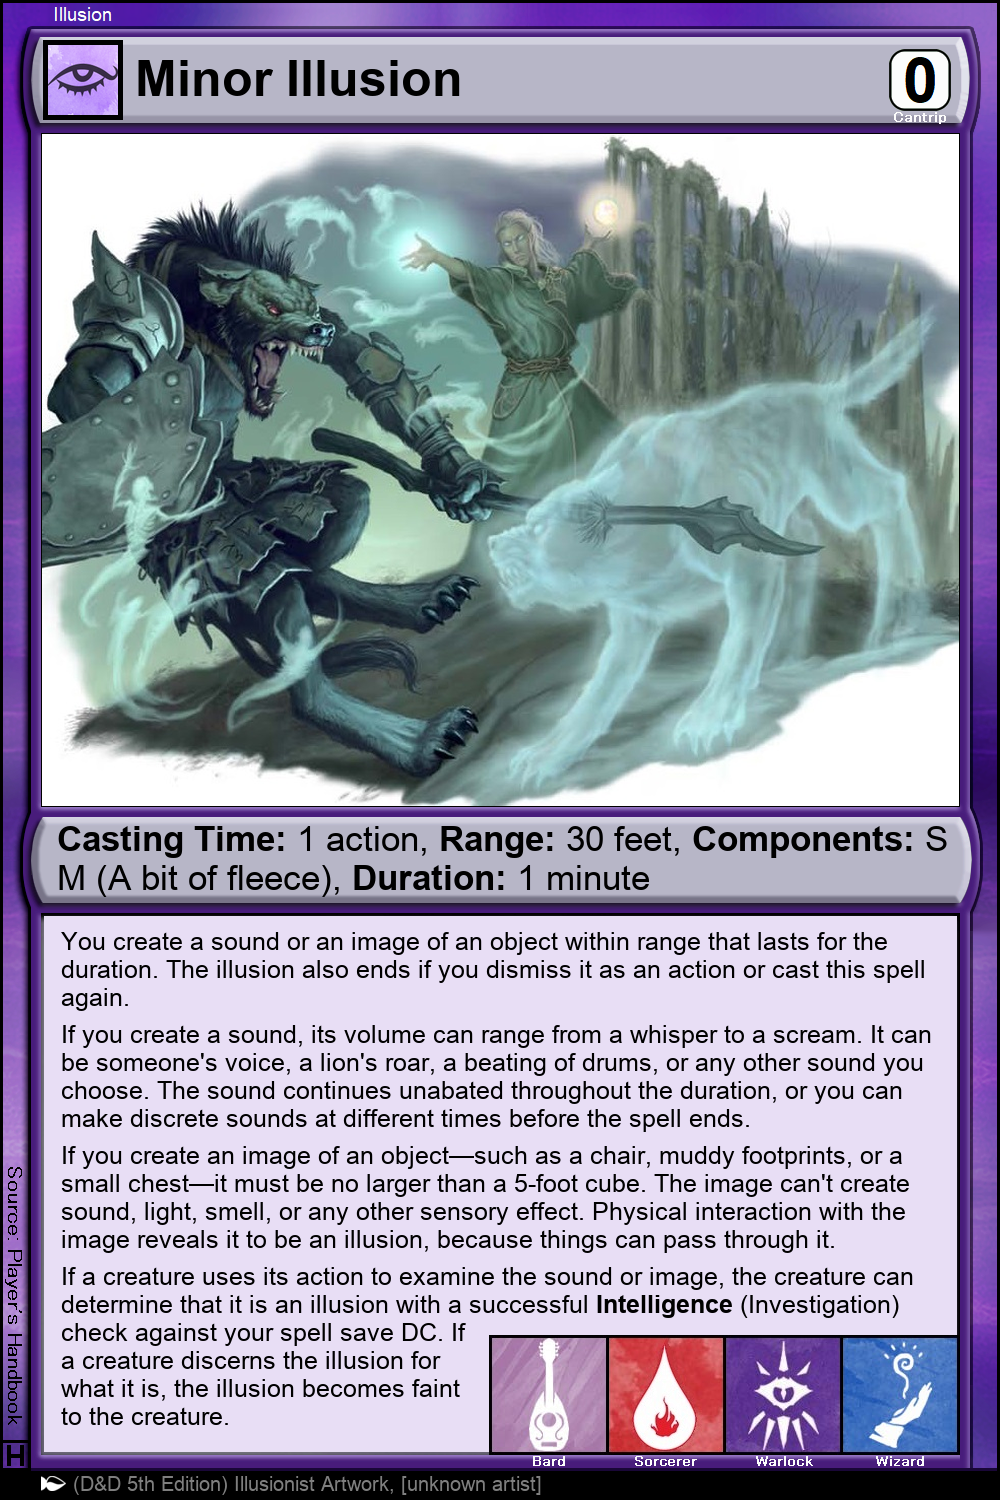 Illusion
Minor Illusion
0
Cantrip
Casting Time: 1 action, Range: 30 feet, Components: S
M (A bit of fleece), Duration: 1 minute
You create a sound or an image of an object within range that lasts for the
duration. The illusion also ends if you dismiss it as an action or cast this spell
again.
If you create a sound, its volume can range from a whisper to a scream. It can
be someone's voice, a lion's roar, a beating of drums, or any other sound you
choose. The sound continues unabated throughout the duration, or you can
make discrete sounds at different times before the spell ends.
If you create an image of an object—such as a chair, muddy footprints, or a
small chest—it must be no larger than a 5-foot cube. The image can't create
sound, light, smell, or any other sensory effect. Physical interaction with the
image reveals it to be an illusion, because things can pass through it.
If a creature uses its action to examine the sound or image, the creature can
determine that it is an illusion with a successful Intelligence (Investigation)
check against your spell save DC. If
a creature discerns the illusion for
what it is, the illusion becomes faint
to the creature.
Bard
Sorcerer
Warlock
Wizard
Source: Player's Handbook
H
(D&D 5th Edition) Illusionist Artwork, [unknown artist]